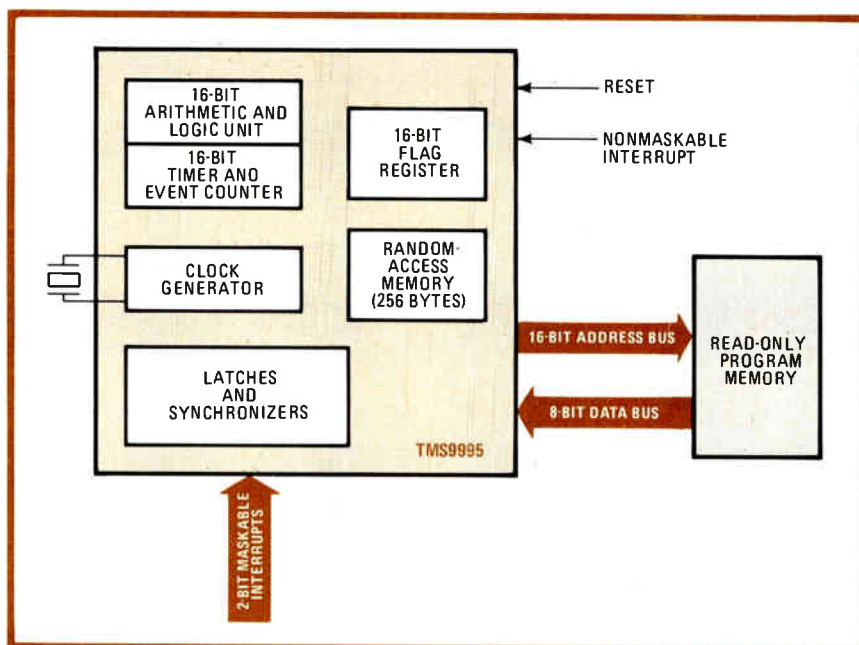 16-BIT
ARITHMETIC AND
LOGIC UNIT
16-BIT
TIMER AND
EVENT COUNTER
16-BIT
FLAG
REGISTER
RESET
NONMASKABLE
INTERRUPT
CLOCK
GENERATOR
RANDOM-
ACCESS
MEMORY
(256 BYTES)
16-BIT ADDRESS BUS
8-BIT DATA BUS
READ-ONLY
PROGRAM
MEMORY
LATCHES
AND
SYNCHRONIZERS
TMS9995
2-BIT MASKABLE
INTERRUPTS